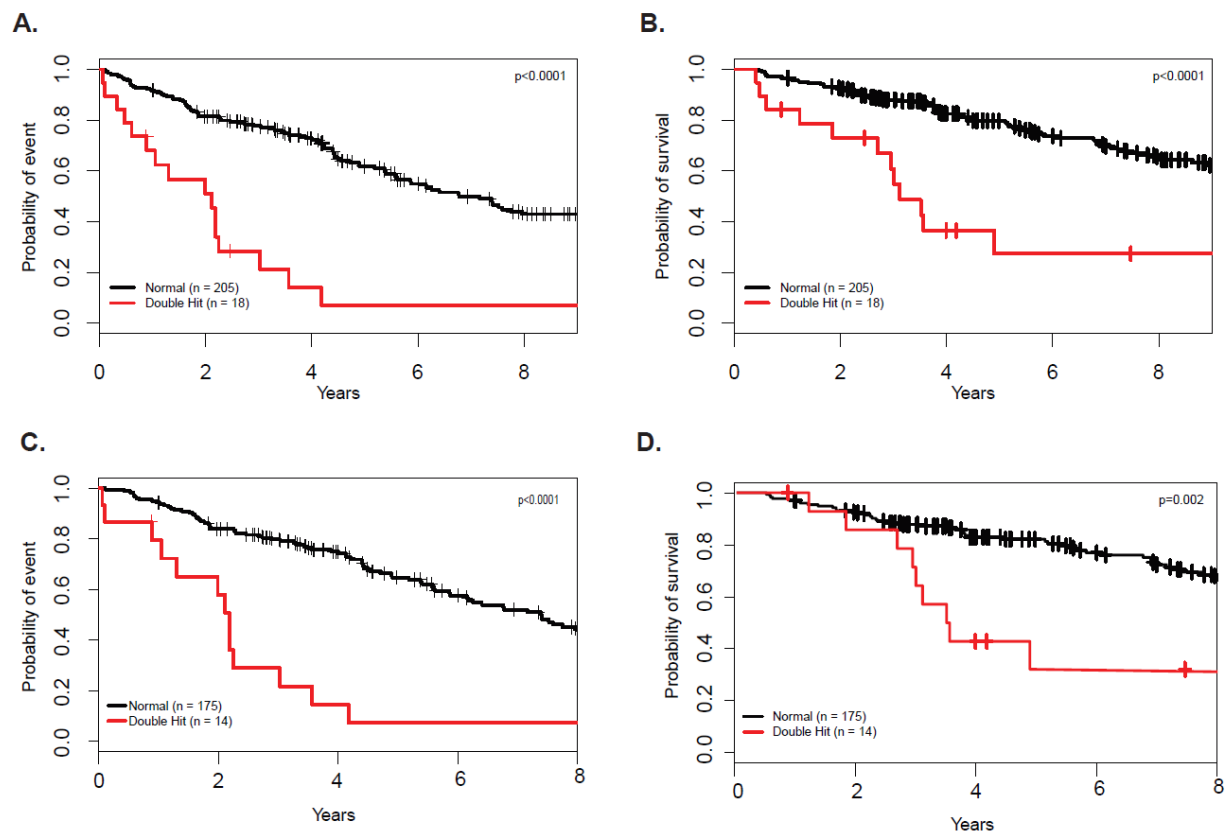 A.
Probability of event
1.0
0.8
0.6
0.4
0.2
0.0
p<0.0001
Normal (n = 205)
Double Hit (n = 18)
0 2 4 6 8
Years
B.
Probability of survival
1.0
0.8
0.6
0.4
0.2
0.0
p<0.0001
Normal (n = 205)
Double Hit (n = 18)
0 2 4 6 8
Years
C.
Probability of event
1.0
0.8
0.6
0.4
0.2
0.0
p<0.0001
Normal (n = 175)
Double Hit (n = 14)
0 2 4 6 8
Years
D.
Probability of survival
1.0
0.8
0.6
0.4
0.2
0.0
p=0.002
Normal (n = 175)
Double Hit (n = 14)
0 2 4 6 8
Years